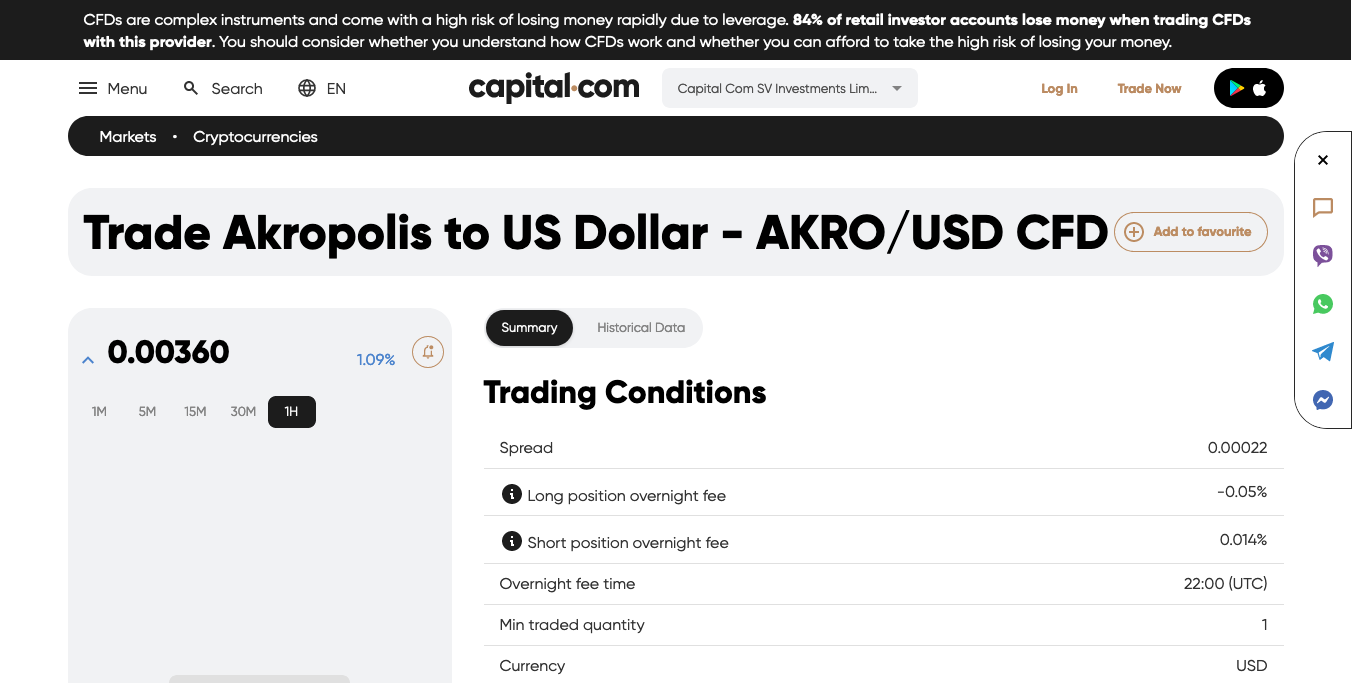 CFDs are complex instruments and come with a high risk of losing money rapidly due to leverage. 84% of retail investor accounts lose money when trading CFDs
with this provider. You should consider whether you understand how CFDs work and whether you can afford to take the high risk of losing your money.
Menu Search EN capital.com Capital Com SV Investments Lim... Log In Trade Now
Markets • Cryptocurrencies
Trade Akropolis to US Dollar - AKRO/USD CFD Add to favourite
0.00360 1.09%
1M 5M 15M 30M 1H
Summary Historical Data
Trading Conditions
Spread 0.00022
Long position overnight fee -0.05%
Short position overnight fee 0.014%
Overnight fee time 22:00 (UTC)
Min traded quantity 1
Currency USD